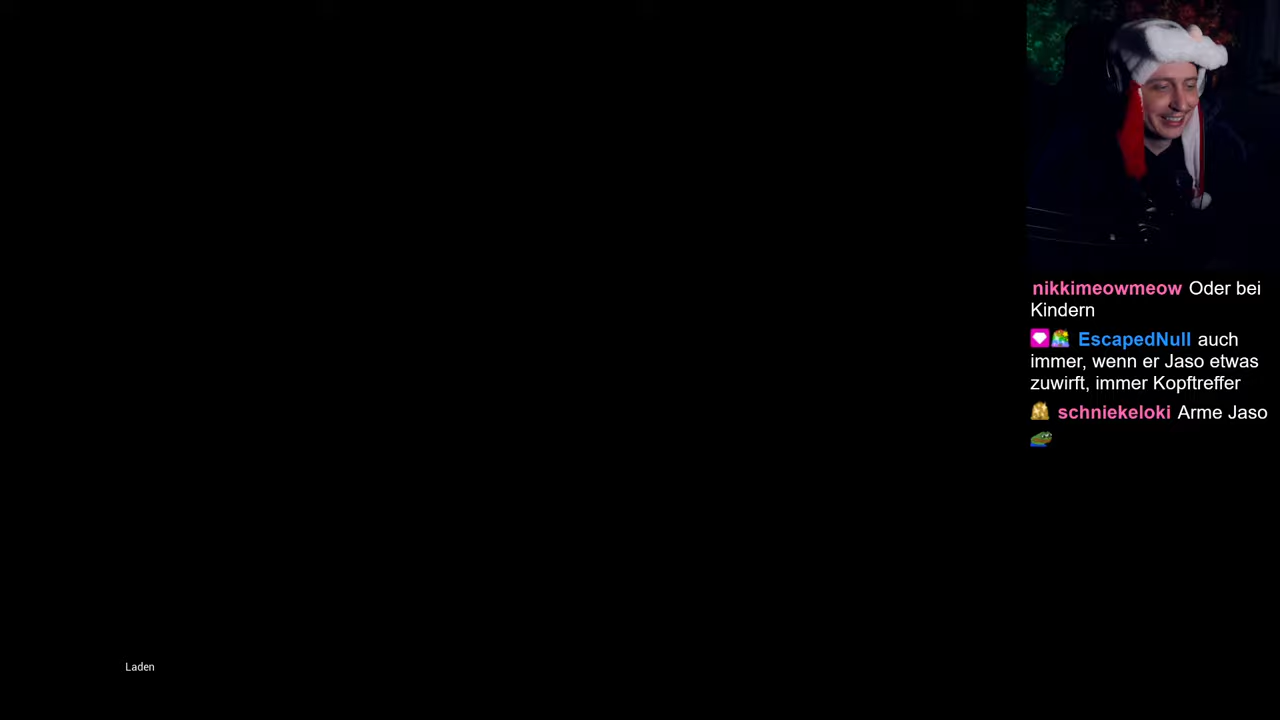 nikkimeowmeow Oder bei
Kindern
EscapedNull auch
immer, wenn er Jaso etwas
zuwirft, immer Kopftreffer
schniekeloki Arme Jaso
Laden